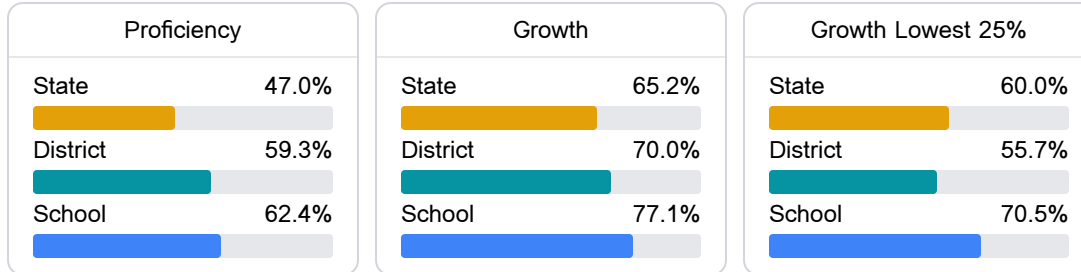 Proficiency
State 47.0%
District 59.3%
School 62.4%
Growth
State 65.2%
District 70.0%
School 77.1%
Growth Lowest 25%
State 60.0%
District 55.7%
School 70.5%